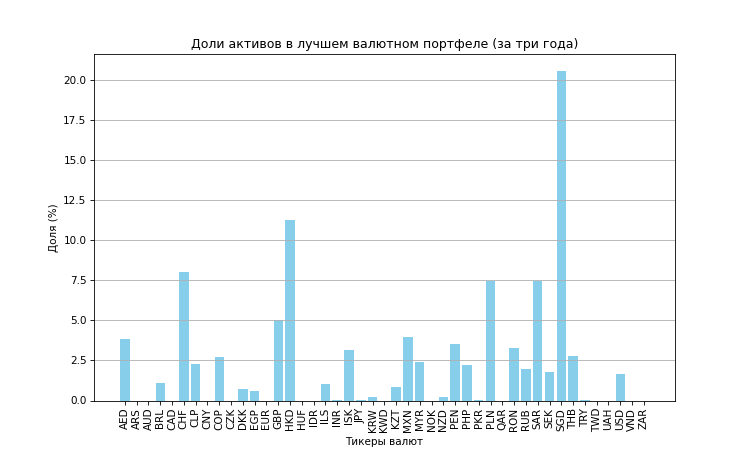 Доли активов в лучшем валютном портфеле (за три года)
Доля (%)
20.0
17.5
15.0
12.5
10.0
7.5
5.0
2.5
0.0
AED ARS AUD BRL CAD CHF CLP CNY COP CZK DKK EGP EUR GBP HKD HUF IDR ILS INR ISK JPY KRW KWD KZT MXN MYR NOK NZD PEN PHP PKR PLN QAR RON RUB SAR SEK SGD THB TRY TWD UAH USD VND ZAR
Тикеры валют